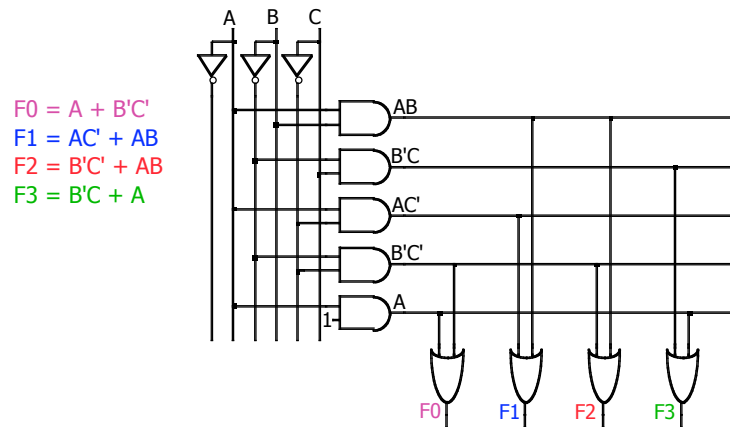 A B C
F0 = A + B'C'
F1 = AC' + AB
F2 = B'C' + AB
F3 = B'C + A
AB
B'C
AC'
B'C'
A
1
F0 F1 F2 F3